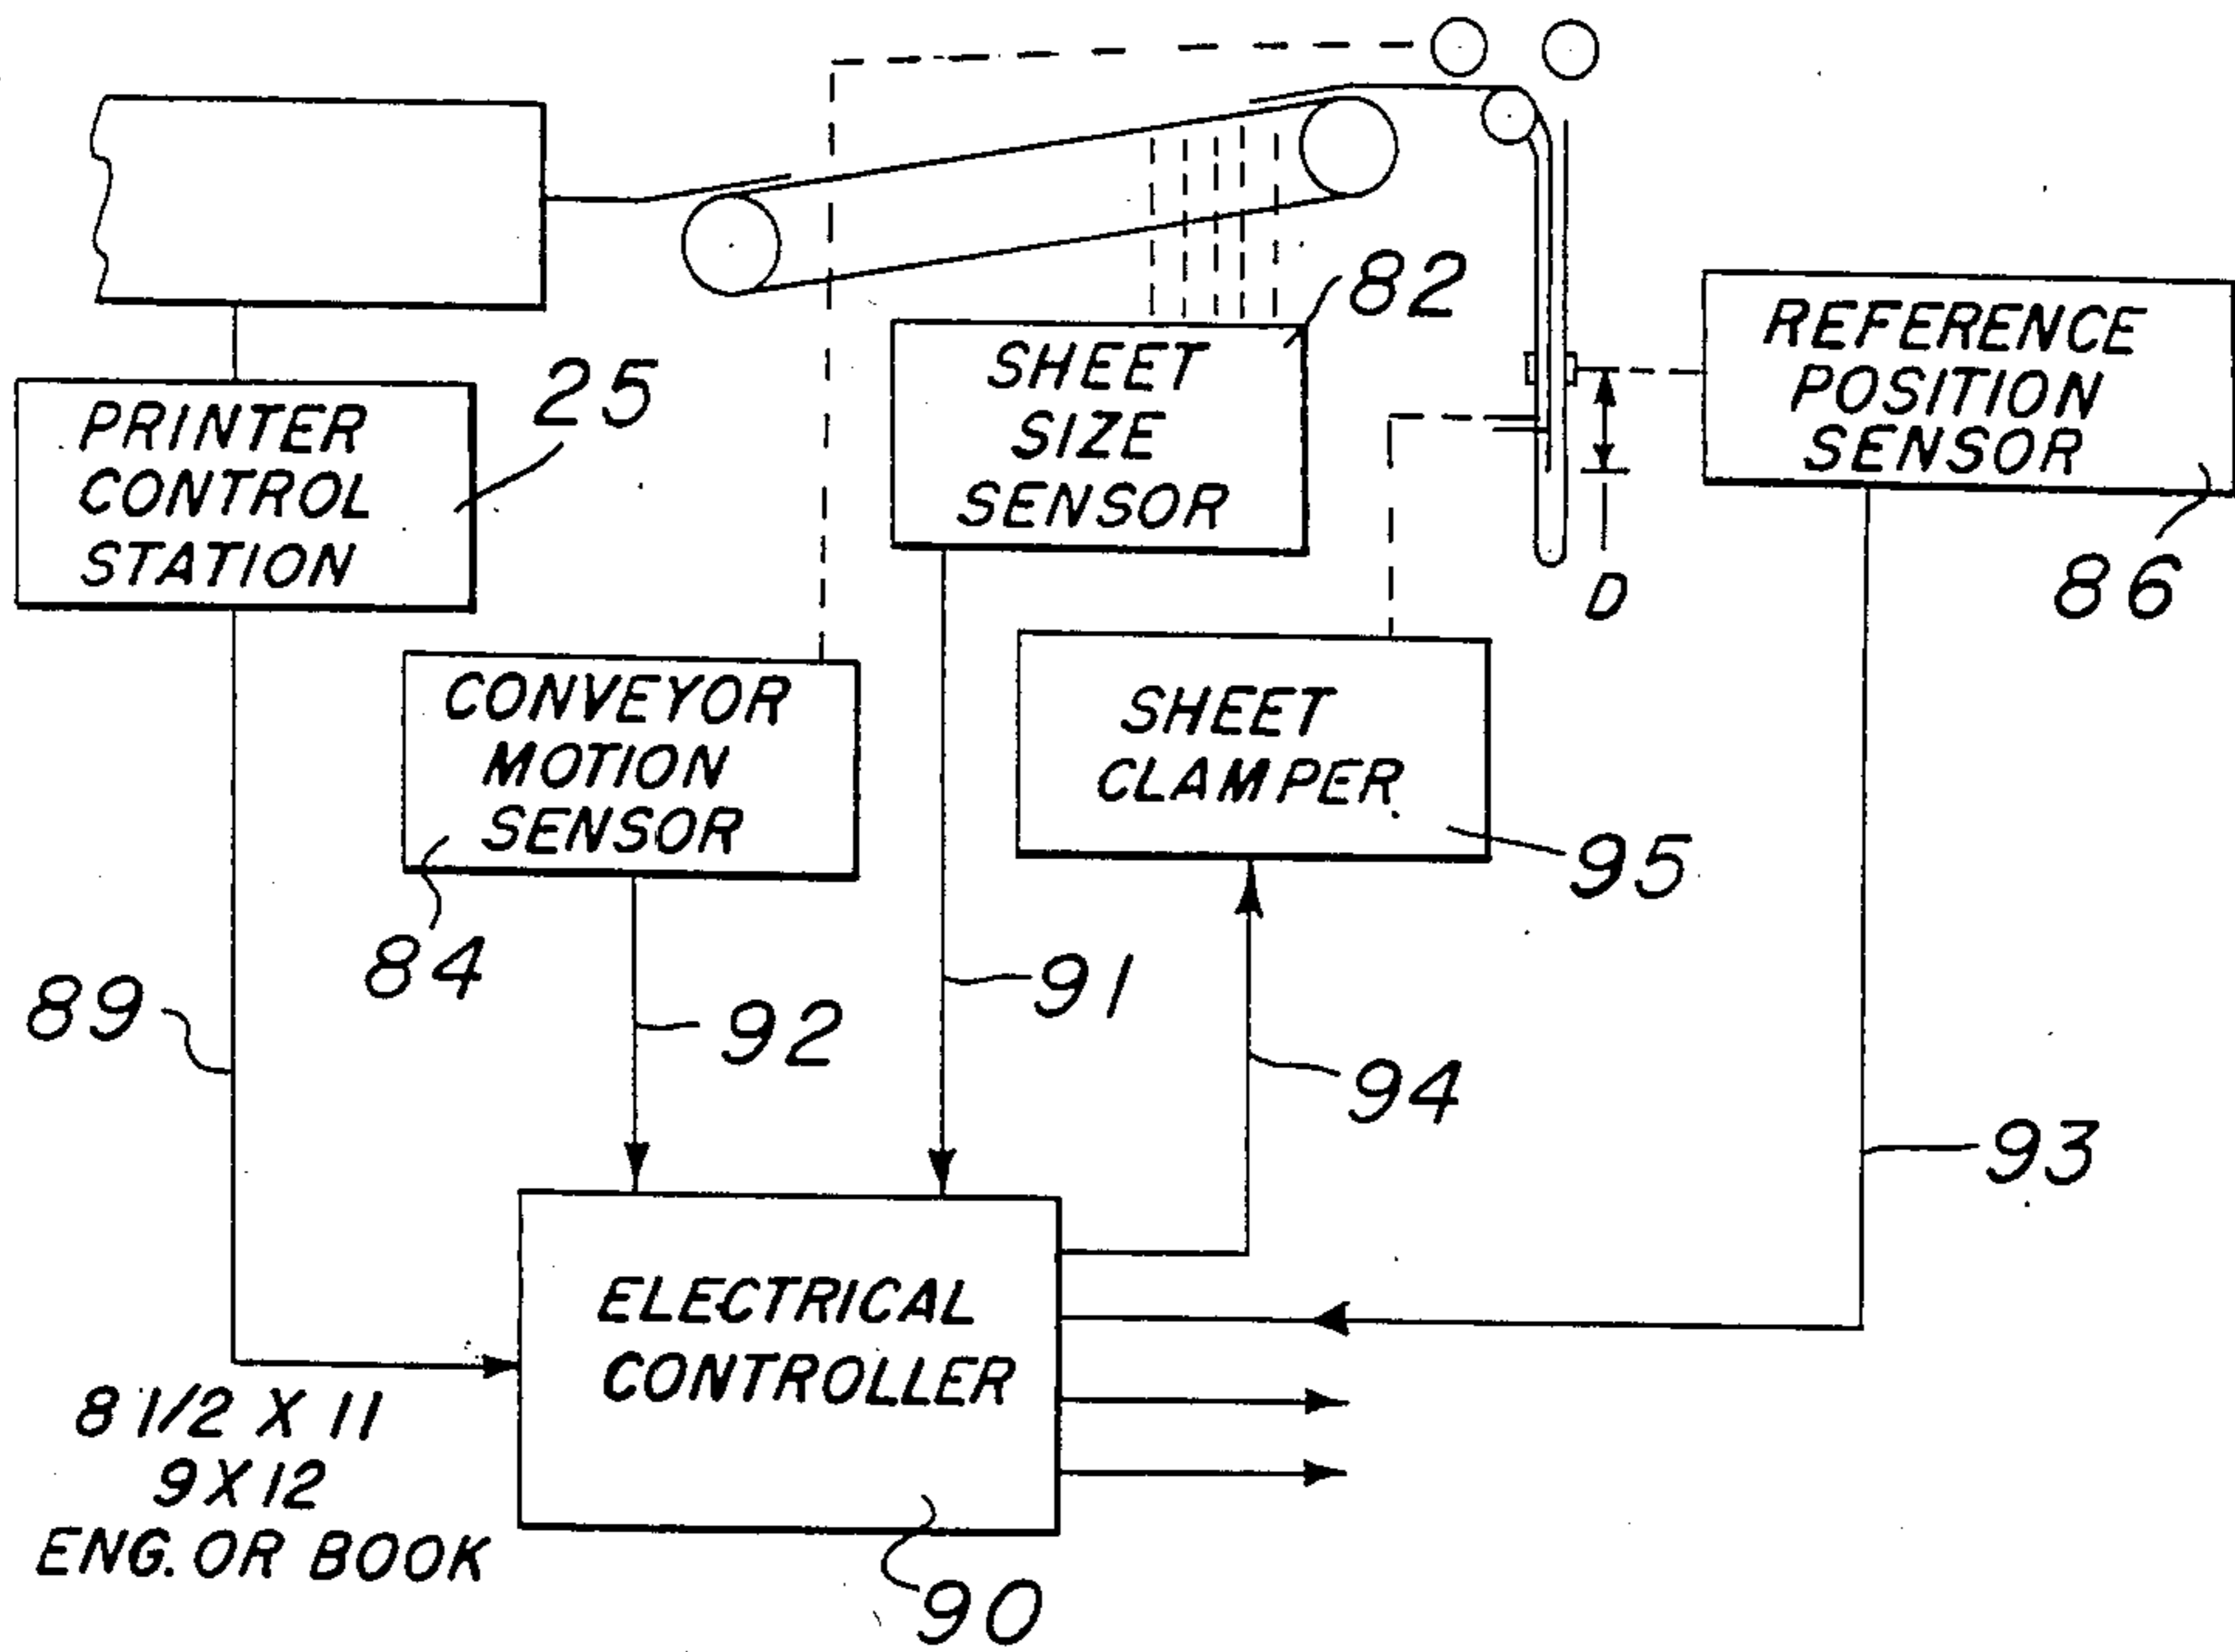 82
REFERENCE
POSITION
SENSOR
86
SHEET
SIZE
SENSOR
25
PRINTER
CONTROL
STATION
D
CONVEYOR
MOTION
SENSOR
84
SHEET
CLAMPER
95
89
92
91
94
93
ELECTRICAL
CONTROLLER
8 1/2 X 11
9 X 12
ENG. OR BOOK
90